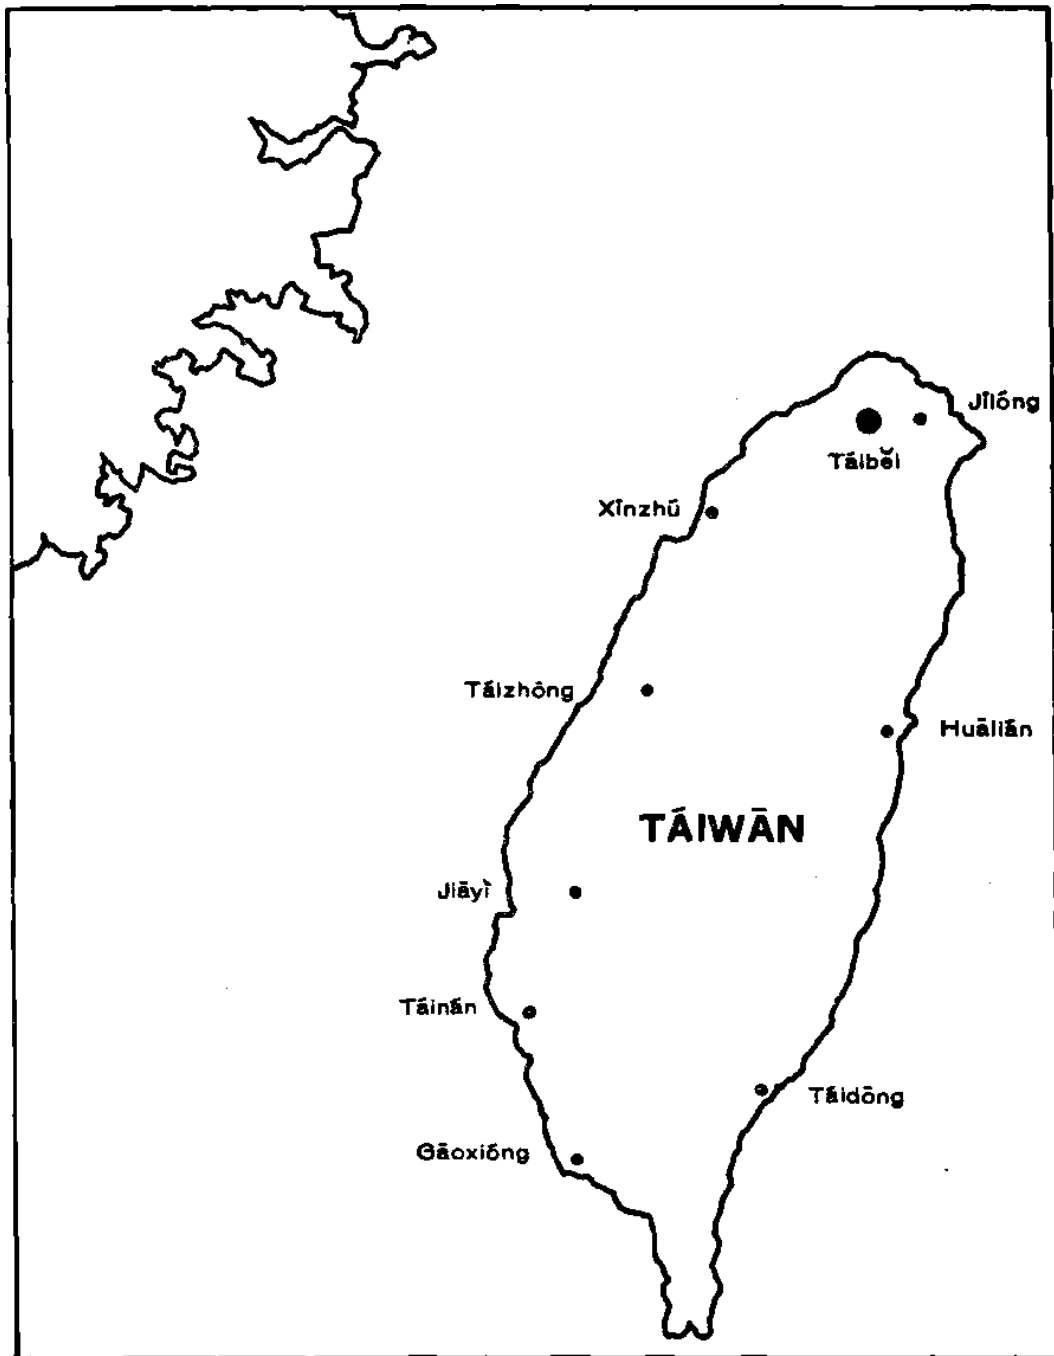 Jīlóng
Táiběi
Xīnzhú
Táizhōng
Huālián
TÁIWĀN
Jiāyì
Táinán
Táidōng
Gāoxióng